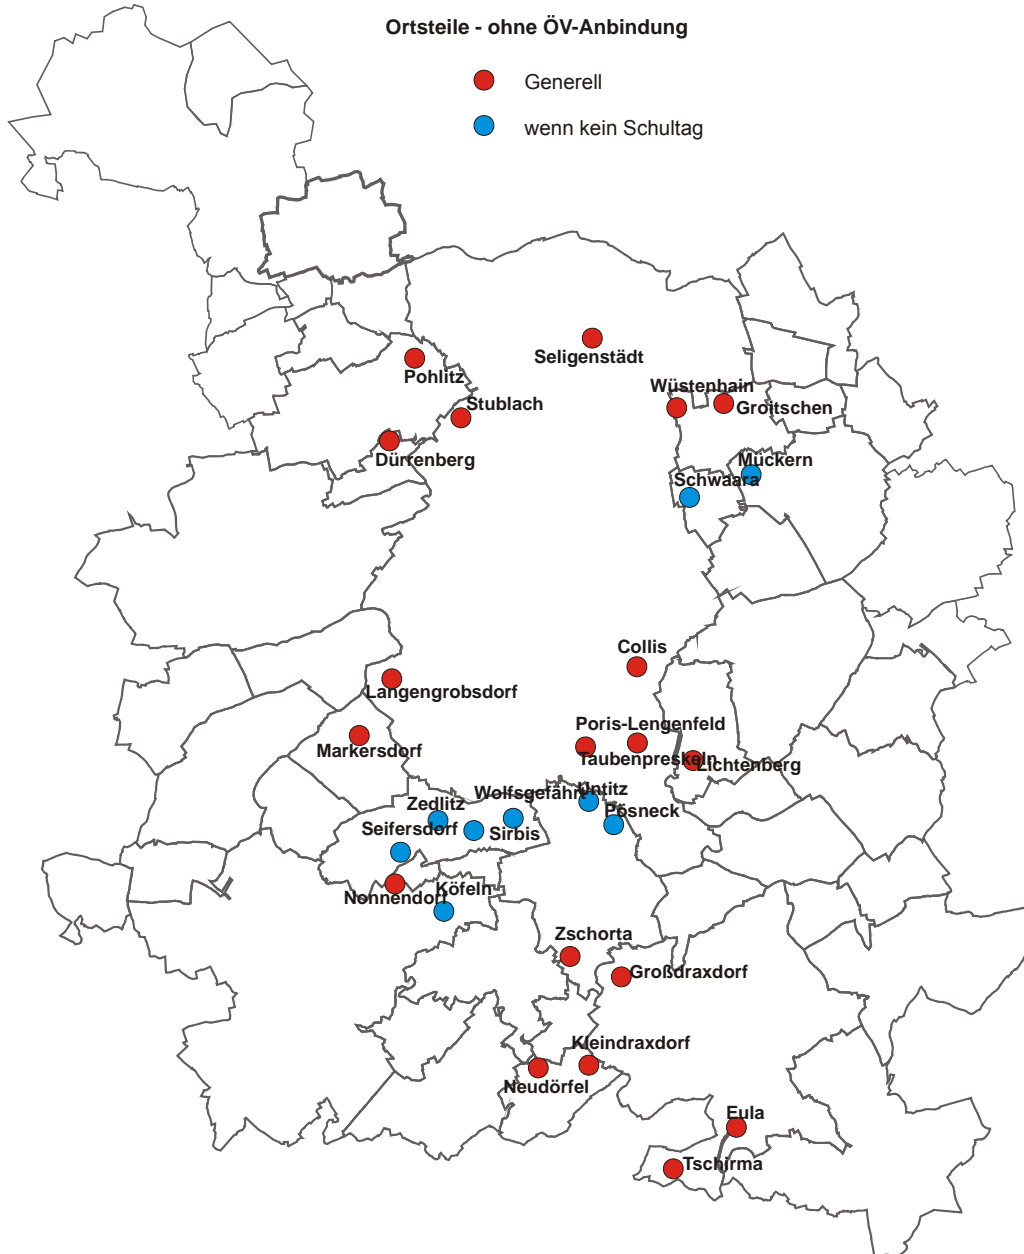 Ortsteile - ohne ÖV-Anbindung
Generell
wenn kein Schultag
Seligenstädt
Pohlitz
Wüstenhain
Stublach
Groitschen
Dürrenberg
Mückern
Schwaara
Collis
Langengrobsdorf
Poris-Lengenfeld
Markersdorf
Taubenpreskeln
Lichtenberg
Wolfsgefährt
Untitz
Zedlitz
Pösneck
Seifersdorf
Sirbis
Köfeln
Nonnendorf
Zschorta
Großdraxdorf
Kleindraxdorf
Neudörfel
Eula
Tschirma